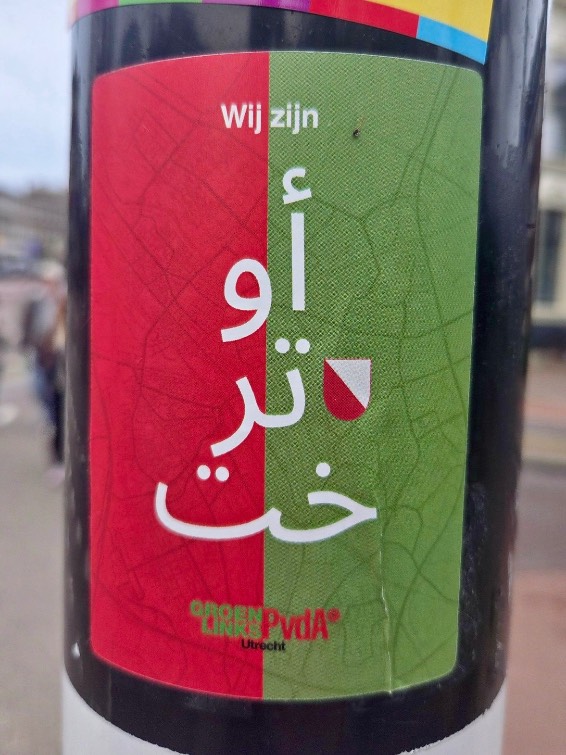 Wij zijn
أو
تر
خت
GROEN
LINKS PvdA
Utrecht